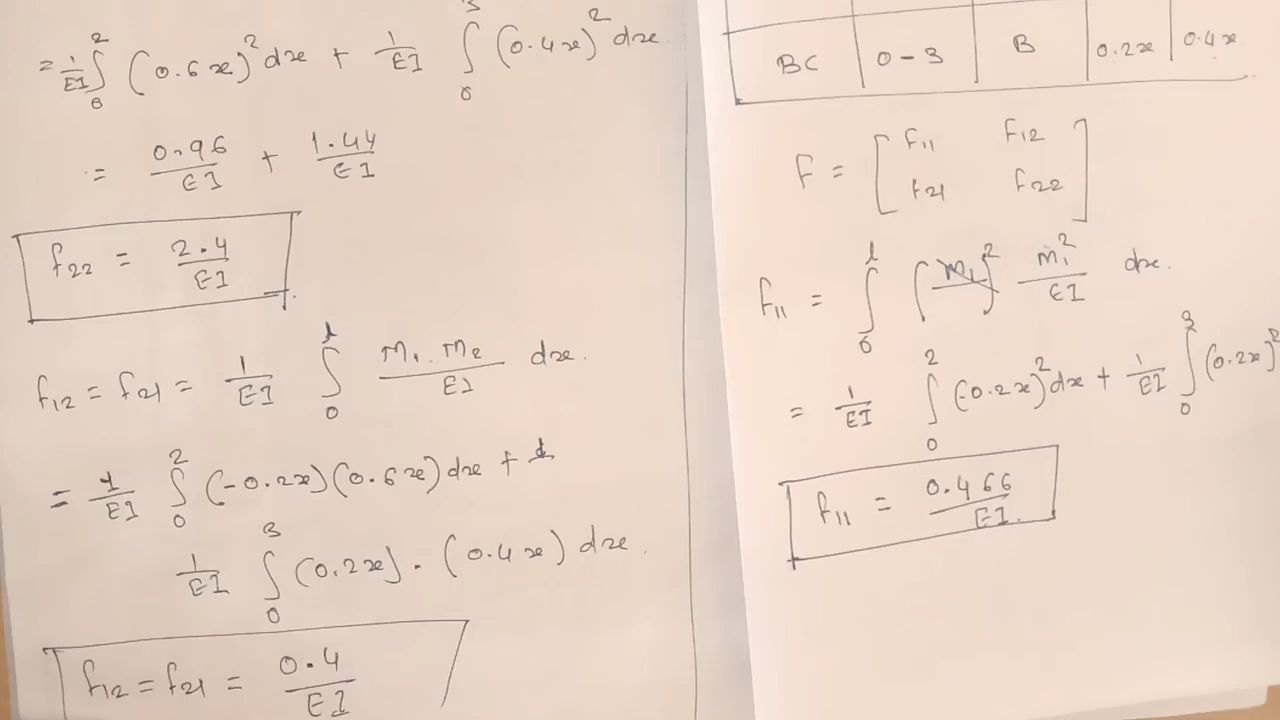 = 1/EI ∫₀² (0.6x)² dx + 1/EI ∫₀³ (0.4x)² dx
= 0.96/EI + 1.44/EI
f₂₂ = 2.4/EI
f₁₂ = f₂₁ = 1/EI ∫₀ˡ m₁.m₂/EI dx.
= 1/EI ∫₀² (-0.2x)(0.6x) dx +
1/EI ∫₀³ (0.2x).(0.4x) dx.
f₁₂ = f₂₁ = 0.4/EI
BC 0-3 B 0.2x 0.4x
F = [ f₁₁ f₁₂
f₂₁ f₂₂ ]
f₁₁ = ∫₀ˡ m₁²/EI dx.
= 1/EI ∫₀² (-0.2x)² dx + 1/EI ∫₀³ (0.2x)²
f₁₁ = 0.466/EI.